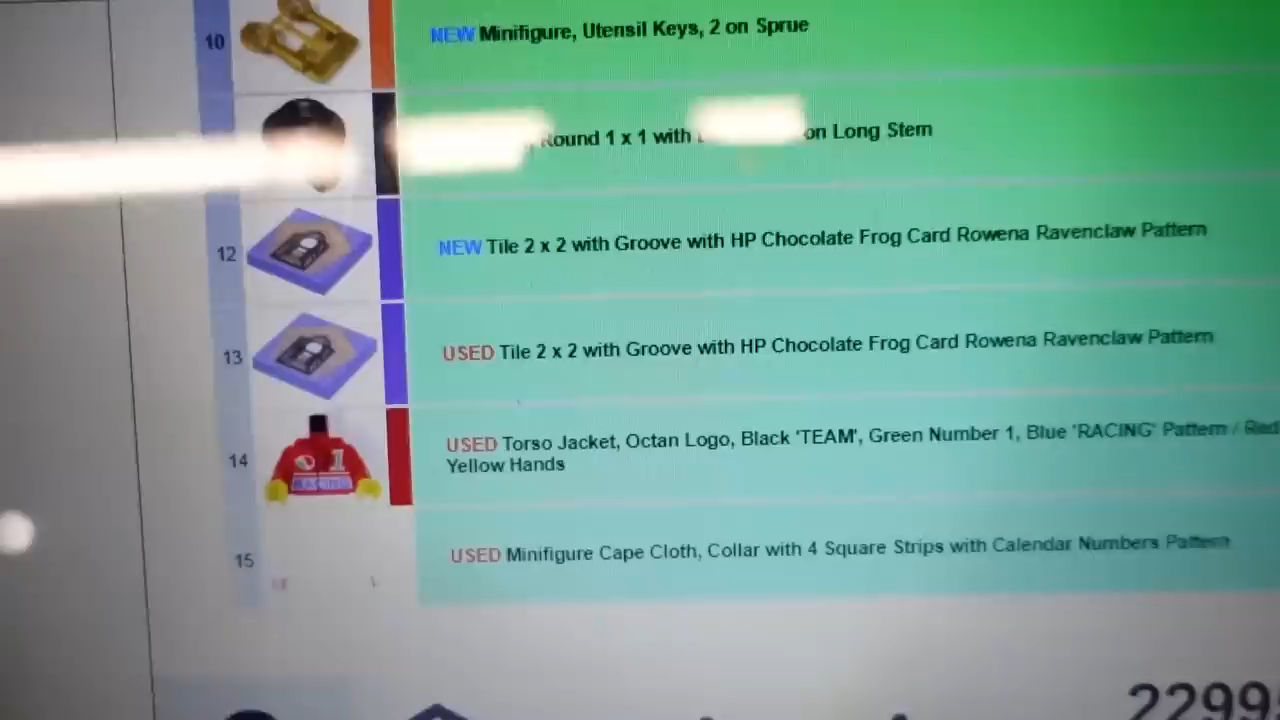 10 NEW Minifigure, Utensil Keys, 2 on Sprue
Round 1 x 1 with on Long Stem
12 NEW Tile 2 x 2 with Groove with HP Chocolate Frog Card Rowena Ravenclaw Pattern
13 USED Tile 2 x 2 with Groove with HP Chocolate Frog Card Rowena Ravenclaw Pattern
14 USED Torso Jacket, Octan Logo, Black 'TEAM', Green Number 1, Blue 'RACING' Pattern / Red
Yellow Hands
1
RACING
15 USED Minifigure Cape Cloth, Collar with 4 Square Strips with Calendar Numbers Pattern
2299